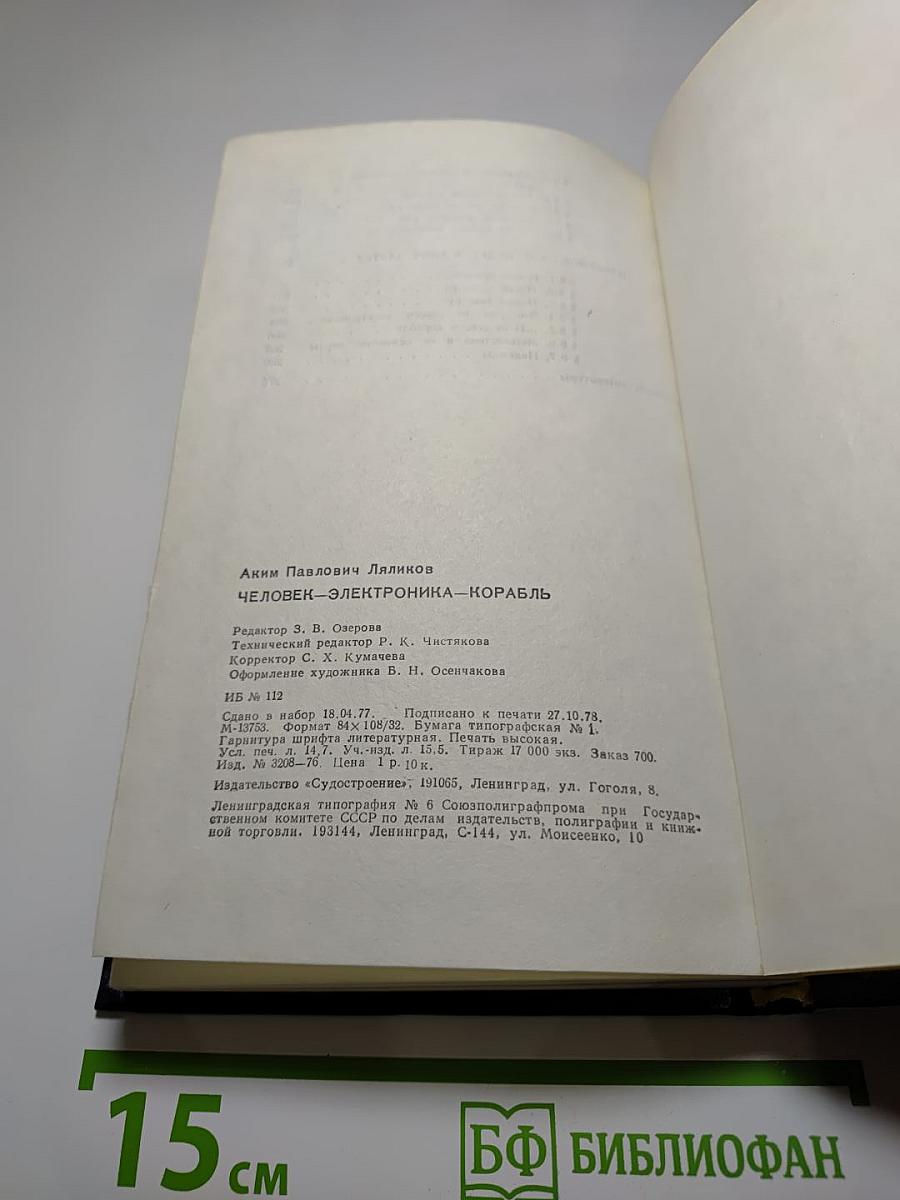 Аким Павлович Ляликов
ЧЕЛОВЕК—ЭЛЕКТРОНИКА—КОРАБЛЬ
Редактор З. В. Озерова
Технический редактор Р. К. Чистякова
Корректор С. Х. Кумачева
Оформление художника Б. Н. Осенчакова
ИБ № 112
Сдано в набор 18.04.77. Подписано к печати 27.10.78.
М-13753. Формат 84×108/32. Бумага типографская № 1.
Гарнитура шрифта литературная. Печать высокая.
Усл. печ. л. 14,7. Уч.-изд. л. 15,5. Тираж 17 000 экз. Заказ 700.
Изд. № 3208—76. Цена 1 р. 10 к.
Издательство «Судостроение», 191065, Ленинград, ул. Гоголя, 8.
Ленинградская типография № 6 Союзполиграфпрома при Государ-
ственном комитете СССР по делам издательств, полиграфии и книж-
ной торговли. 193144, Ленинград, С-144, ул. Моисеенко, 10
15 см
БФ БИБЛИОФАН